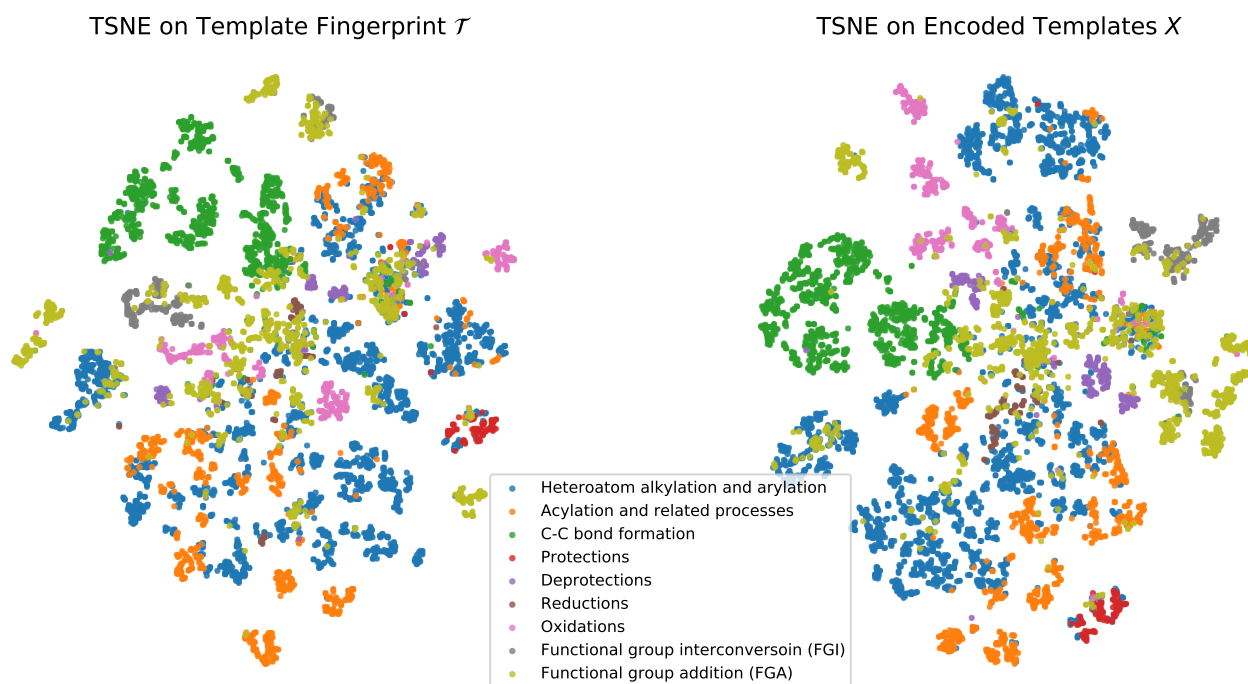 TSNE on Template Fingerprint 𝒯
TSNE on Encoded Templates X
Heteroatom alkylation and arylation
Acylation and related processes
C-C bond formation
Protections
Deprotections
Reductions
Oxidations
Functional group interconversoin (FGI)
Functional group addition (FGA)